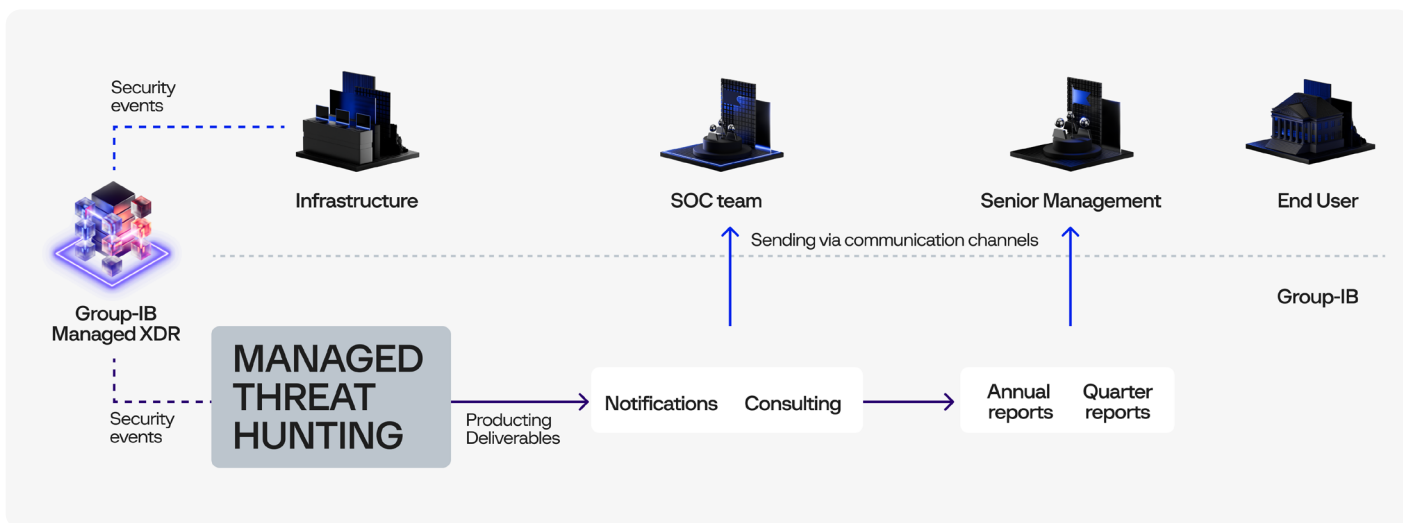 Security
events
Infrastructure
SOC team
Senior Management
End User
Sending via communication channels
Group-IB
Group-IB
Managed XDR
MANAGED
THREAT
HUNTING
Security
events
Producting
Deliverables
Notifications
Consulting
Annual
reports
Quarter
reports